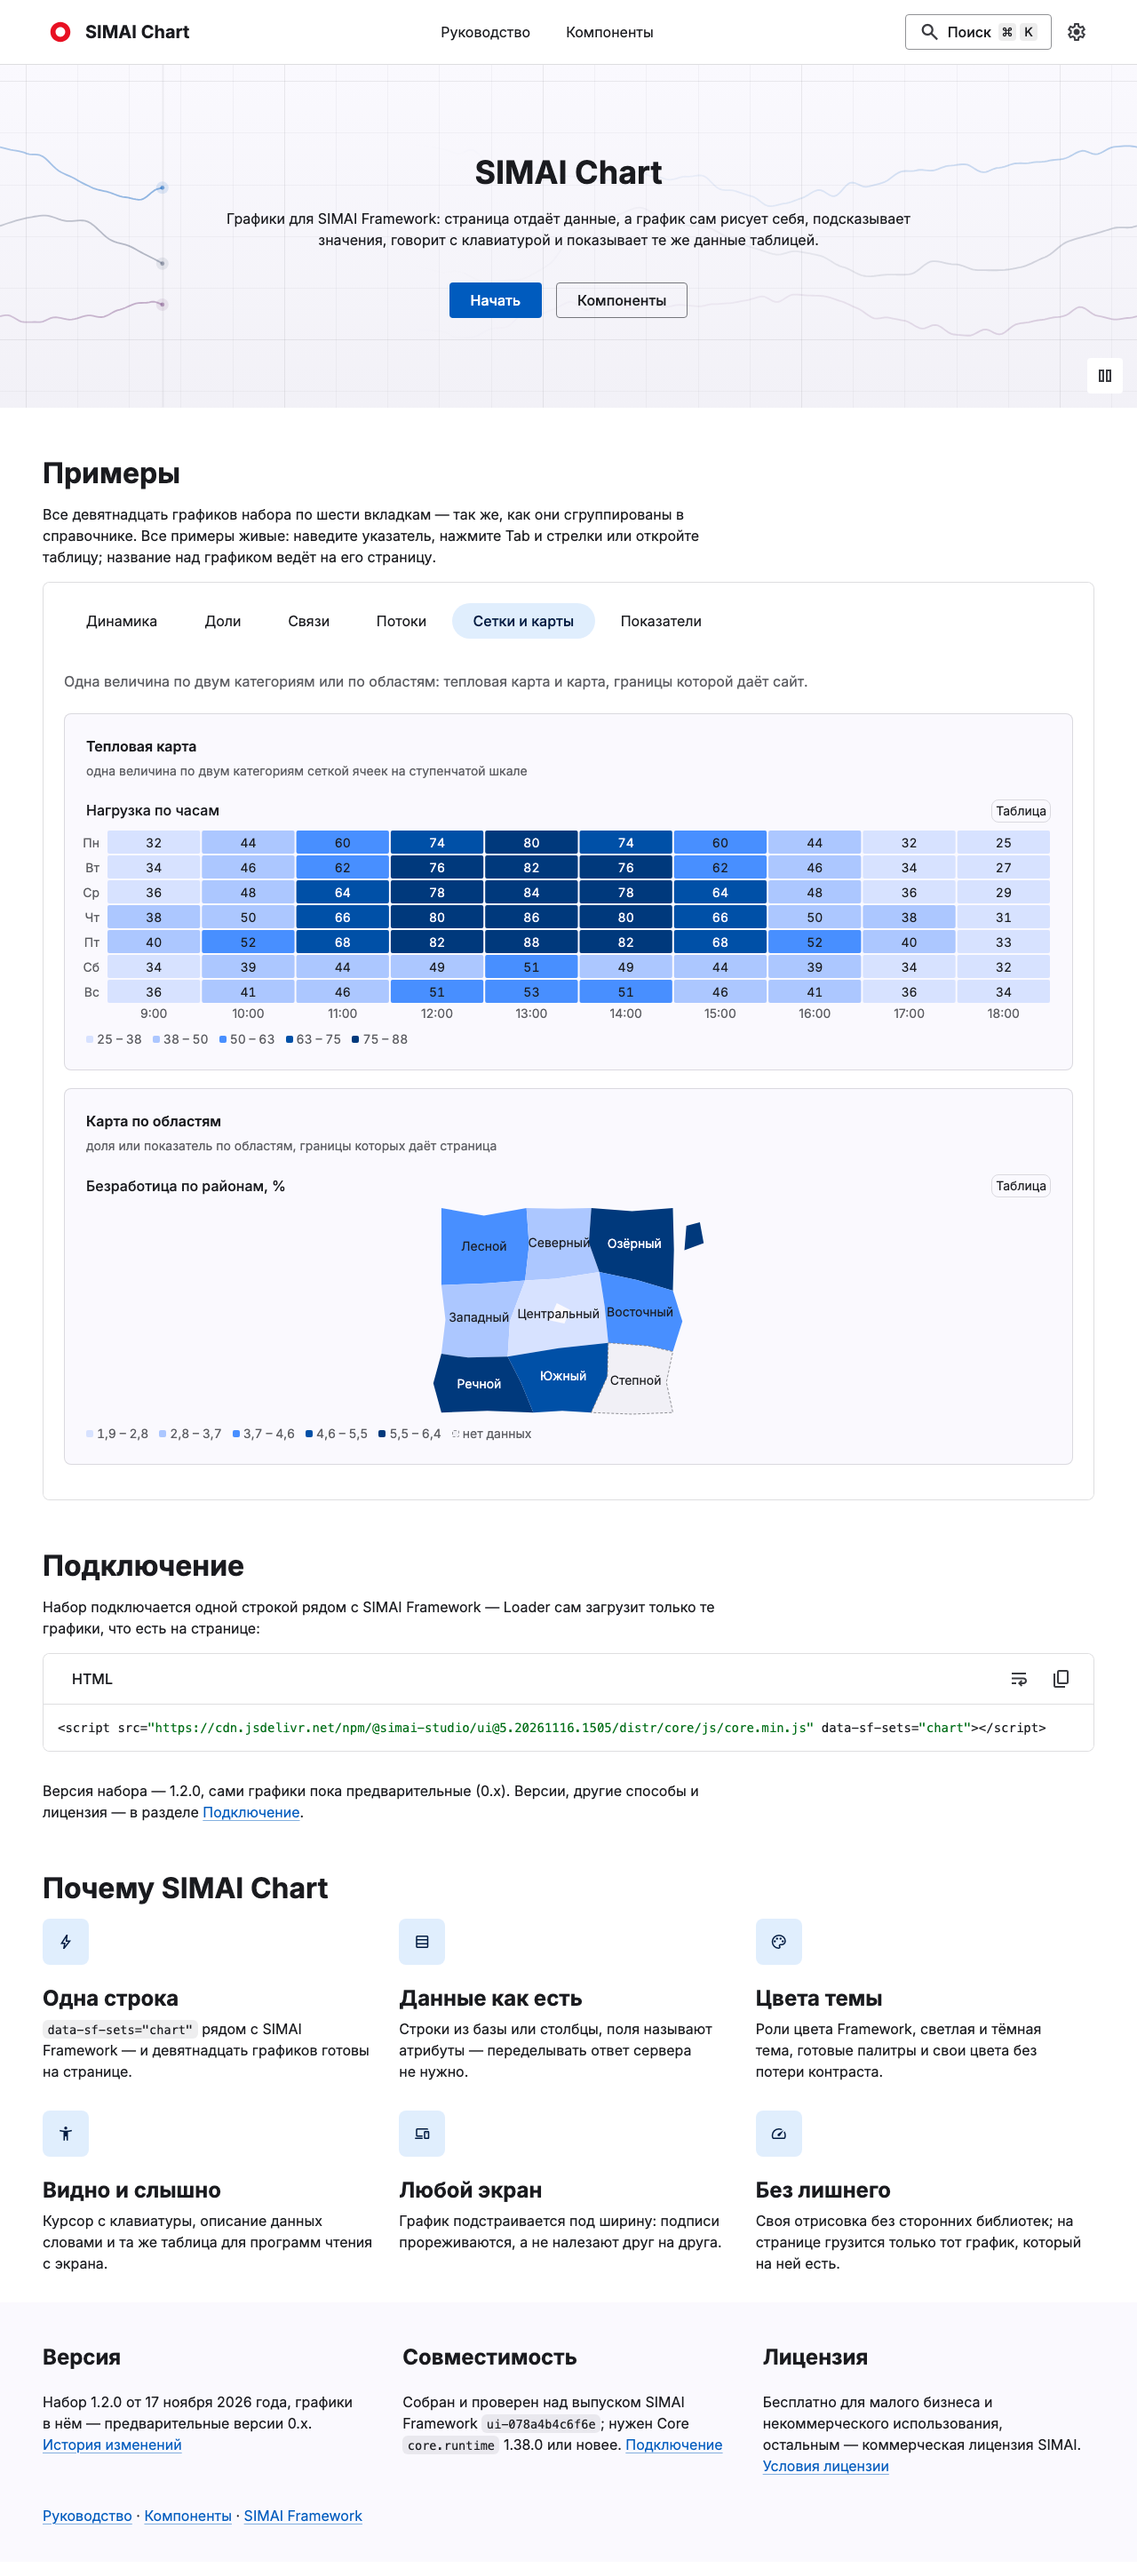 SIMAI Chart
Руководство
Компоненты
Поиск ⌘ K
SIMAI Chart
Графики для SIMAI Framework: страница отдаёт данные, а график сам рисует себя, подсказывает
значения, говорит с клавиатурой и показывает те же данные таблицей.
Начать
Компоненты
Примеры
Все девятнадцать графиков набора по шести вкладкам — так же, как они сгруппированы в
справочнике. Все примеры живые: наведите указатель, нажмите Tab и стрелки или откройте
таблицу; название над графиком ведёт на его страницу.
Динамика Доли Связи Потоки Сетки и карты Показатели
Одна величина по двум категориям или по областям: тепловая карта и карта, границы которой даёт сайт.
Тепловая карта
одна величина по двум категориям сеткой ячеек на ступенчатой шкале
Нагрузка по часам
Таблица
Пн 32 44 60 74 80 74 60 44 32 25
Вт 34 46 62 76 82 76 62 46 34 27
Ср 36 48 64 78 84 78 64 48 36 29
Чт 38 50 66 80 86 80 66 50 38 31
Пт 40 52 68 82 88 82 68 52 40 33
Сб 34 39 44 49 51 49 44 39 34 32
Вс 36 41 46 51 53 51 46 41 36 34
9:00 10:00 11:00 12:00 13:00 14:00 15:00 16:00 17:00 18:00
25 – 38 38 – 50 50 – 63 63 – 75 75 – 88
Карта по областям
доля или показатель по областям, границы которых даёт страница
Безработица по районам, %
Таблица
Лесной Северный Озёрный
Западный Центральный Восточный
Речной Южный Степной
1,9 – 2,8 2,8 – 3,7 3,7 – 4,6 4,6 – 5,5 5,5 – 6,4 нет данных
Подключение
Набор подключается одной строкой рядом с SIMAI Framework — Loader сам загрузит только те
графики, что есть на странице:
HTML
<script src="https://cdn.jsdelivr.net/npm/@simai-studio/ui@5.20261116.1505/distr/core/js/core.min.js" data-sf-sets="chart"></script>
Версия набора — 1.2.0, сами графики пока предварительные (0.x). Версии, другие способы и
лицензия — в разделе Подключение.
Почему SIMAI Chart
Одна строка
data-sf-sets="chart" рядом с SIMAI
Framework — и девятнадцать графиков готовы
на странице.
Данные как есть
Строки из базы или столбцы, поля называют
атрибуты — переделывать ответ сервера
не нужно.
Цвета темы
Роли цвета Framework, светлая и тёмная
тема, готовые палитры и свои цвета без
потери контраста.
Видно и слышно
Курсор с клавиатуры, описание данных
словами и та же таблица для программ чтения
с экрана.
Любой экран
График подстраивается под ширину: подписи
прореживаются, а не налезают друг на друга.
Без лишнего
Своя отрисовка без сторонних библиотек; на
странице грузится только тот график, который
на ней есть.
Версия
Набор 1.2.0 от 17 ноября 2026 года, графики
в нём — предварительные версии 0.x.
История изменений
Совместимость
Собран и проверен над выпуском SIMAI
Framework ui-078a4b4c6f6e; нужен Core
core.runtime 1.38.0 или новее. Подключение
Лицензия
Бесплатно для малого бизнеса и
некоммерческого использования,
остальным — коммерческая лицензия SIMAI.
Условия лицензии
Руководство · Компоненты · SIMAI Framework